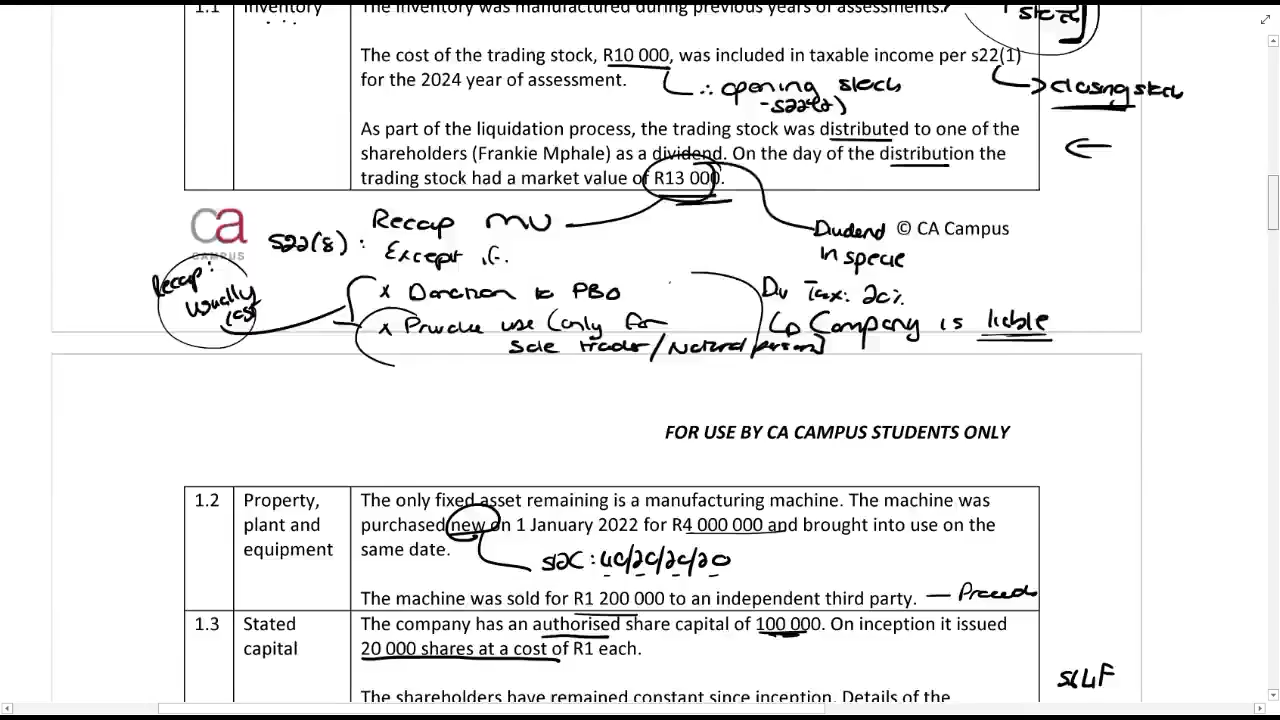 1.1 Inventory The inventory was manufactured during previous years of assessments.
stock]
The cost of the trading stock, R10 000, was included in taxable income per s22(1)
for the 2024 year of assessment.
∴ opening stock
-s22(2)
closing stock
As part of the liquidation process, the trading stock was distributed to one of the
shareholders (Frankie Mphale) as a dividend. On the day of the distribution the
trading stock had a market value of R13 000.
ca
CAMPUS
s22(8) :
Recap MV
Except if:
Dividend
In specie
© CA Campus
Recap:
Usually
cost
x Donation to PBO
x Private use (only for
sole trader/Natural person)
Div Tax: 20%
Company is liable
FOR USE BY CA CAMPUS STUDENTS ONLY
1.2 Property, plant and equipment The only fixed asset remaining is a manufacturing machine. The machine was
purchased new on 1 January 2022 for R4 000 000 and brought into use on the
same date.
s12C : 40/20/20/20
The machine was sold for R1 200 000 to an independent third party. — Proceeds
1.3 Stated capital The company has an authorised share capital of 100 000. On inception it issued
20 000 shares at a cost of R1 each.
The shareholders have remained constant since inception. Details of the